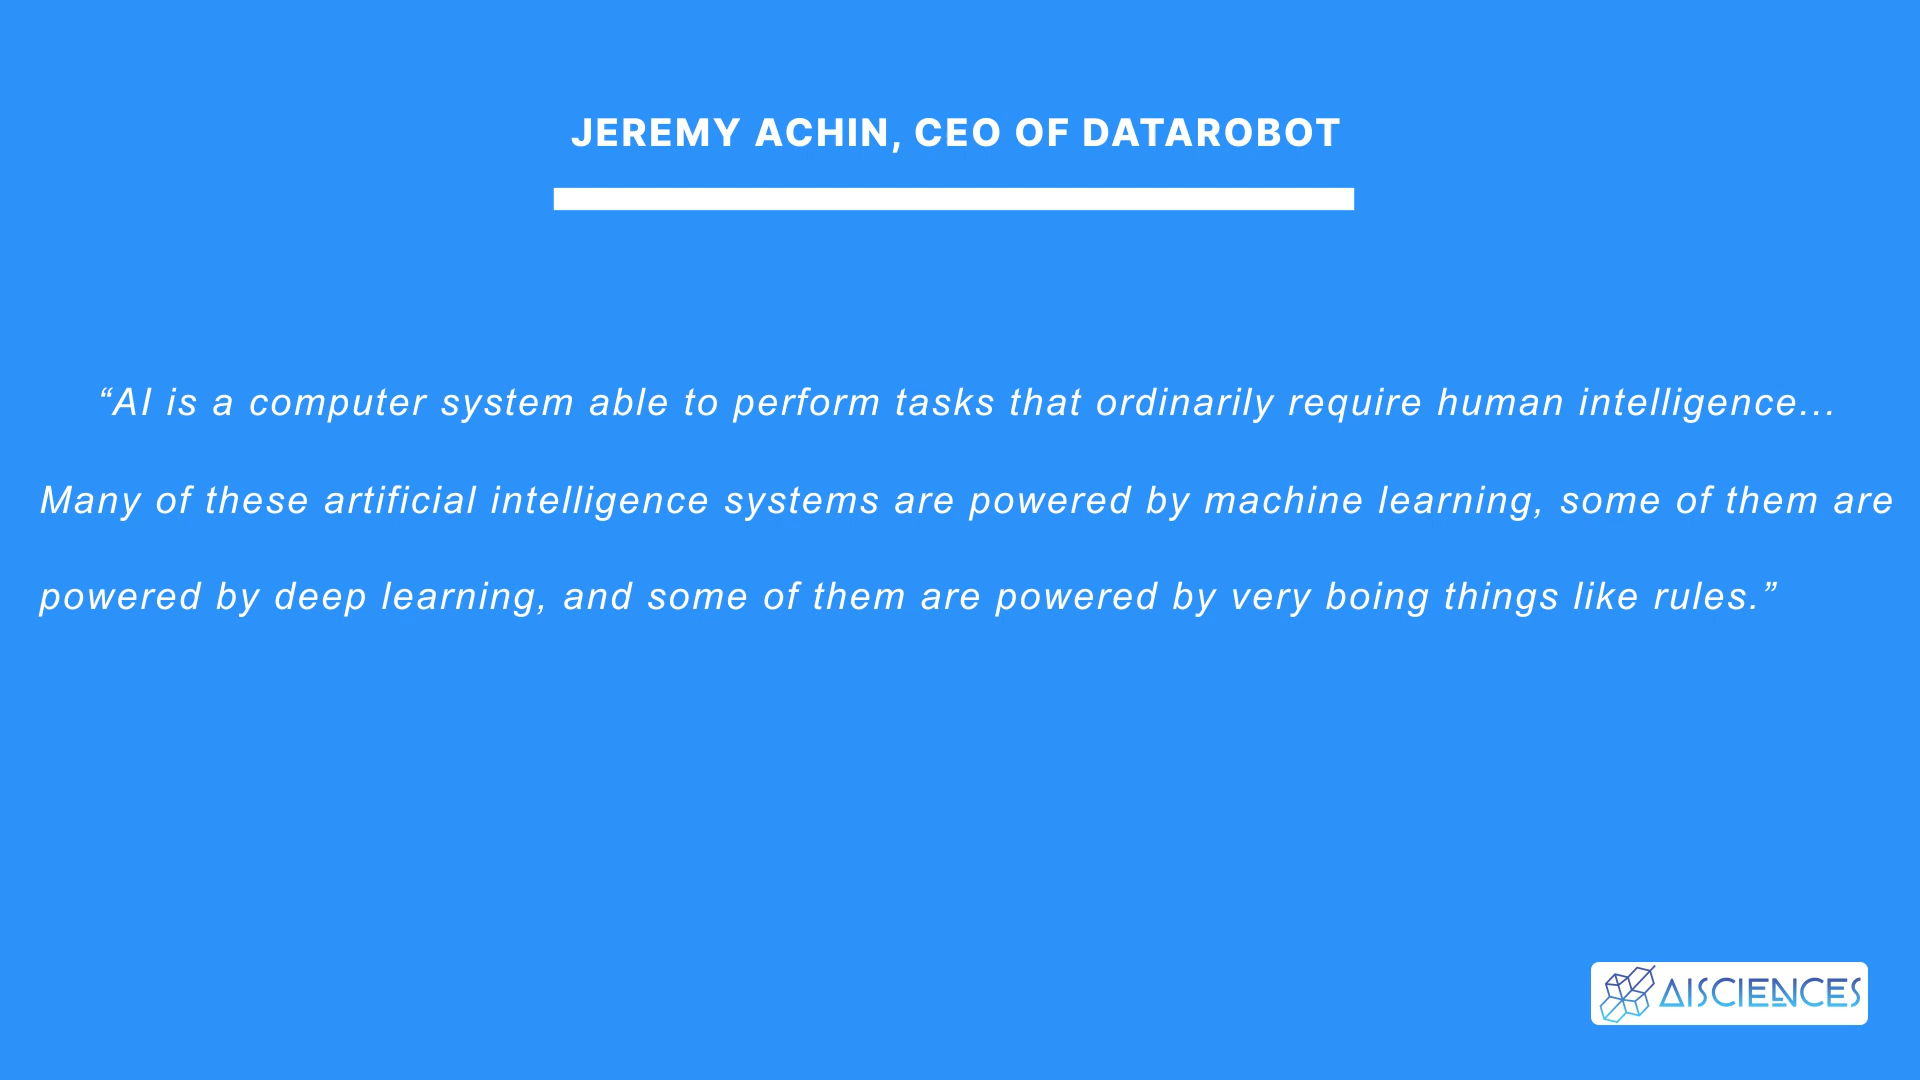 JEREMY ACHIN, CEO OF DATAROBOT
“AI is a computer system able to perform tasks that ordinarily require human intelligence...
Many of these artificial intelligence systems are powered by machine learning, some of them are
powered by deep learning, and some of them are powered by very boing things like rules.”
AISCIENCES